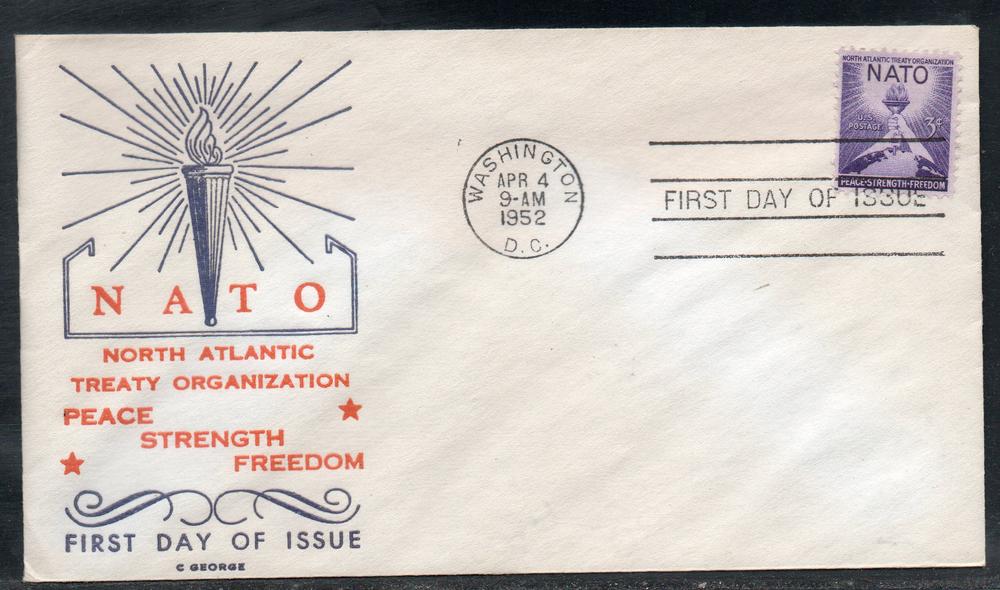 NATO
NORTH ATLANTIC
TREATY ORGANIZATION
PEACE
STRENGTH
FREEDOM
FIRST DAY OF ISSUE
C GEORGE
WASHINGTON
APR 4
9-AM
1952
D.C.
FIRST DAY OF ISSUE
NORTH ATLANTIC TREATY ORGANIZATION
NATO
U.S.
POSTAGE
3¢
PEACE·STRENGTH·FREEDOM